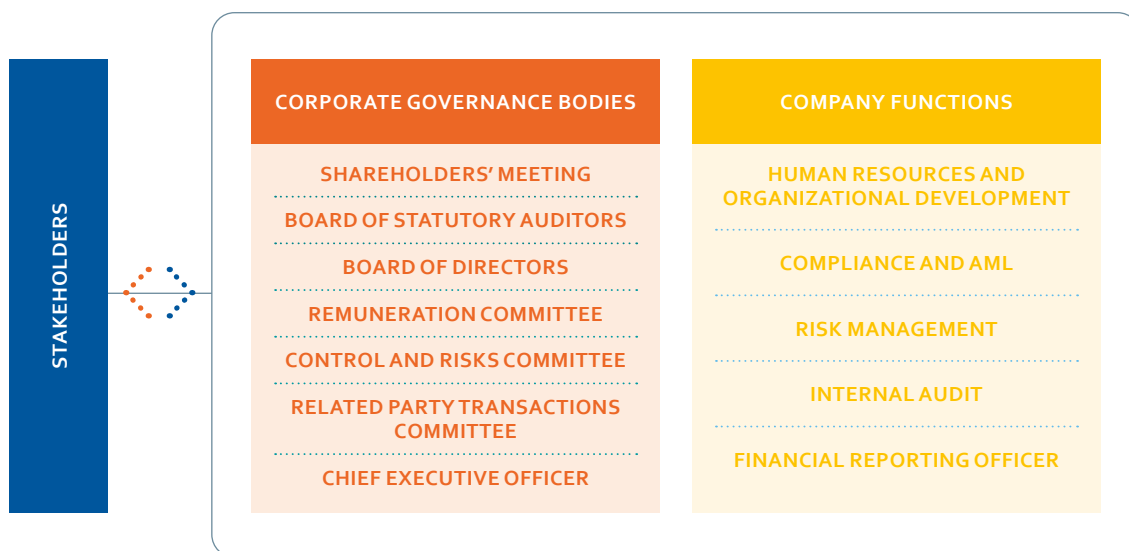 STAKEHOLDERS
CORPORATE GOVERNANCE BODIES
SHAREHOLDERS’ MEETING
BOARD OF STATUTORY AUDITORS
BOARD OF DIRECTORS
REMUNERATION COMMITTEE
CONTROL AND RISKS COMMITTEE
RELATED PARTY TRANSACTIONS
COMMITTEE
CHIEF EXECUTIVE OFFICER
COMPANY FUNCTIONS
HUMAN RESOURCES AND
ORGANIZATIONAL DEVELOPMENT
COMPLIANCE AND AML
RISK MANAGEMENT
INTERNAL AUDIT
FINANCIAL REPORTING OFFICER